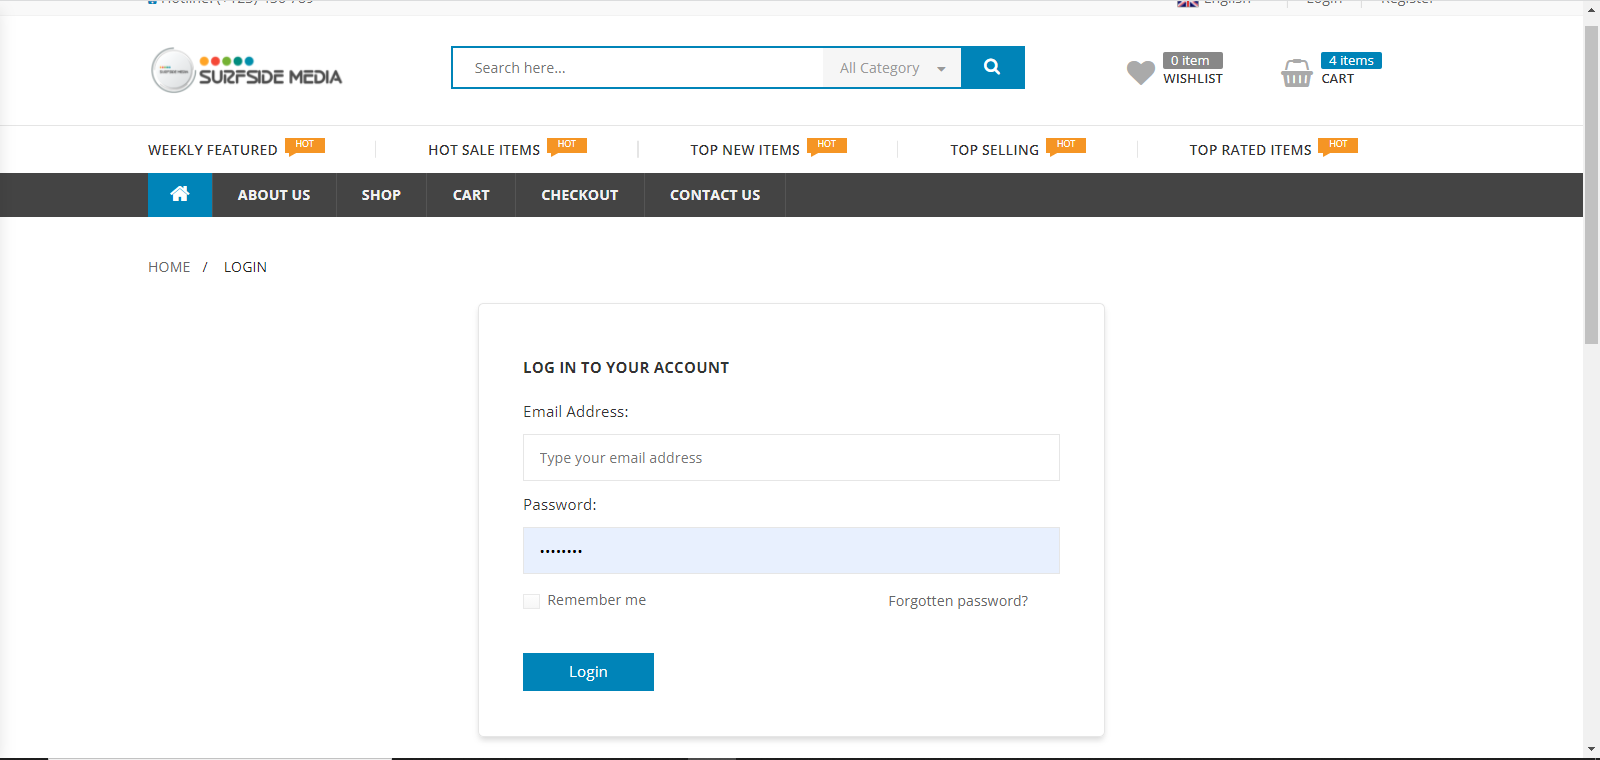 Hotline: (+123) 456 789
English
Login
Register
SURFSIDE MEDIA
Search here...
All Category
0 item
WISHLIST
4 items
CART
WEEKLY FEATURED HOT
HOT SALE ITEMS HOT
TOP NEW ITEMS HOT
TOP SELLING HOT
TOP RATED ITEMS HOT
ABOUT US
SHOP
CART
CHECKOUT
CONTACT US
HOME / LOGIN
LOG IN TO YOUR ACCOUNT
Email Address:
Type your email address
Password:
••••••••
Remember me
Forgotten password?
Login